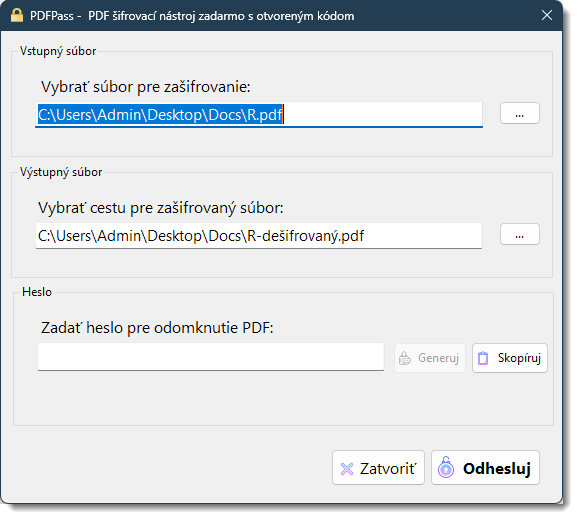 PDFPass - PDF šifrovací nástroj zadarmo s otvoreným kódom
Vstupný súbor
Vybrať súbor pre zašifrovanie:
C:\Users\Admin\Desktop\Docs\R.pdf
...
Výstupný súbor
Vybrať cestu pre zašifrovaný súbor:
C:\Users\Admin\Desktop\Docs\R-dešifrovaný.pdf
...
Heslo
Zadať heslo pre odomknutie PDF:
Generuj
Skopíruj
Zatvoriť
Odhesluj